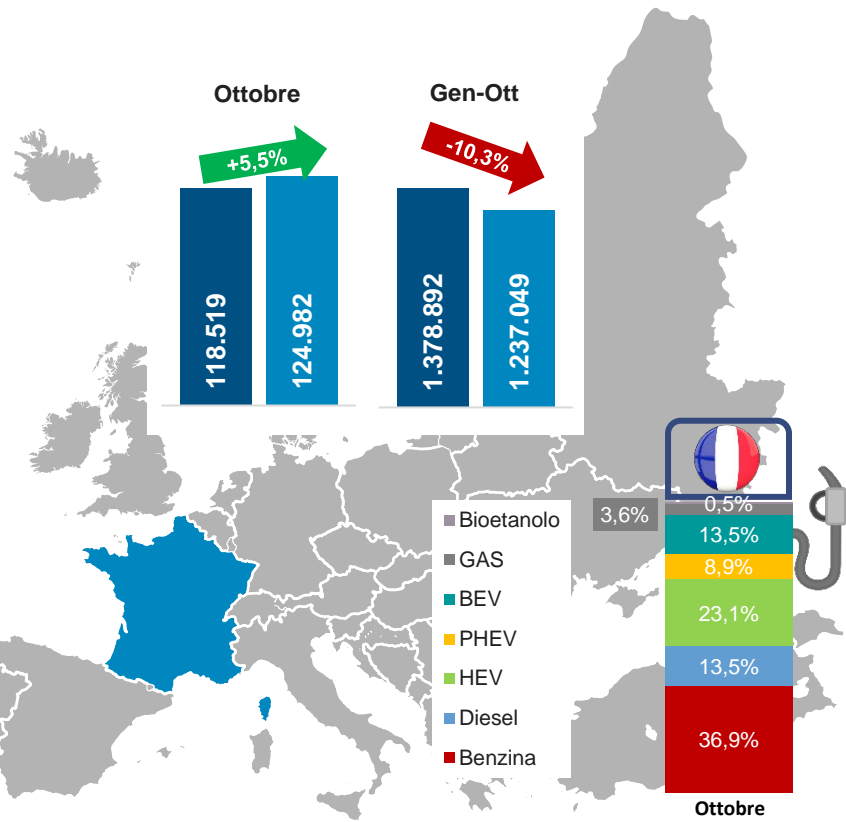 Ottobre
+5,5%
118.519
124.982
Gen-Ott
-10,3%
1.378.892
1.237.049
Bioetanolo
GAS
BEV
PHEV
HEV
Diesel
Benzina
3,6%
0,5%
13,5%
8,9%
23,1%
13,5%
36,9%
Ottobre